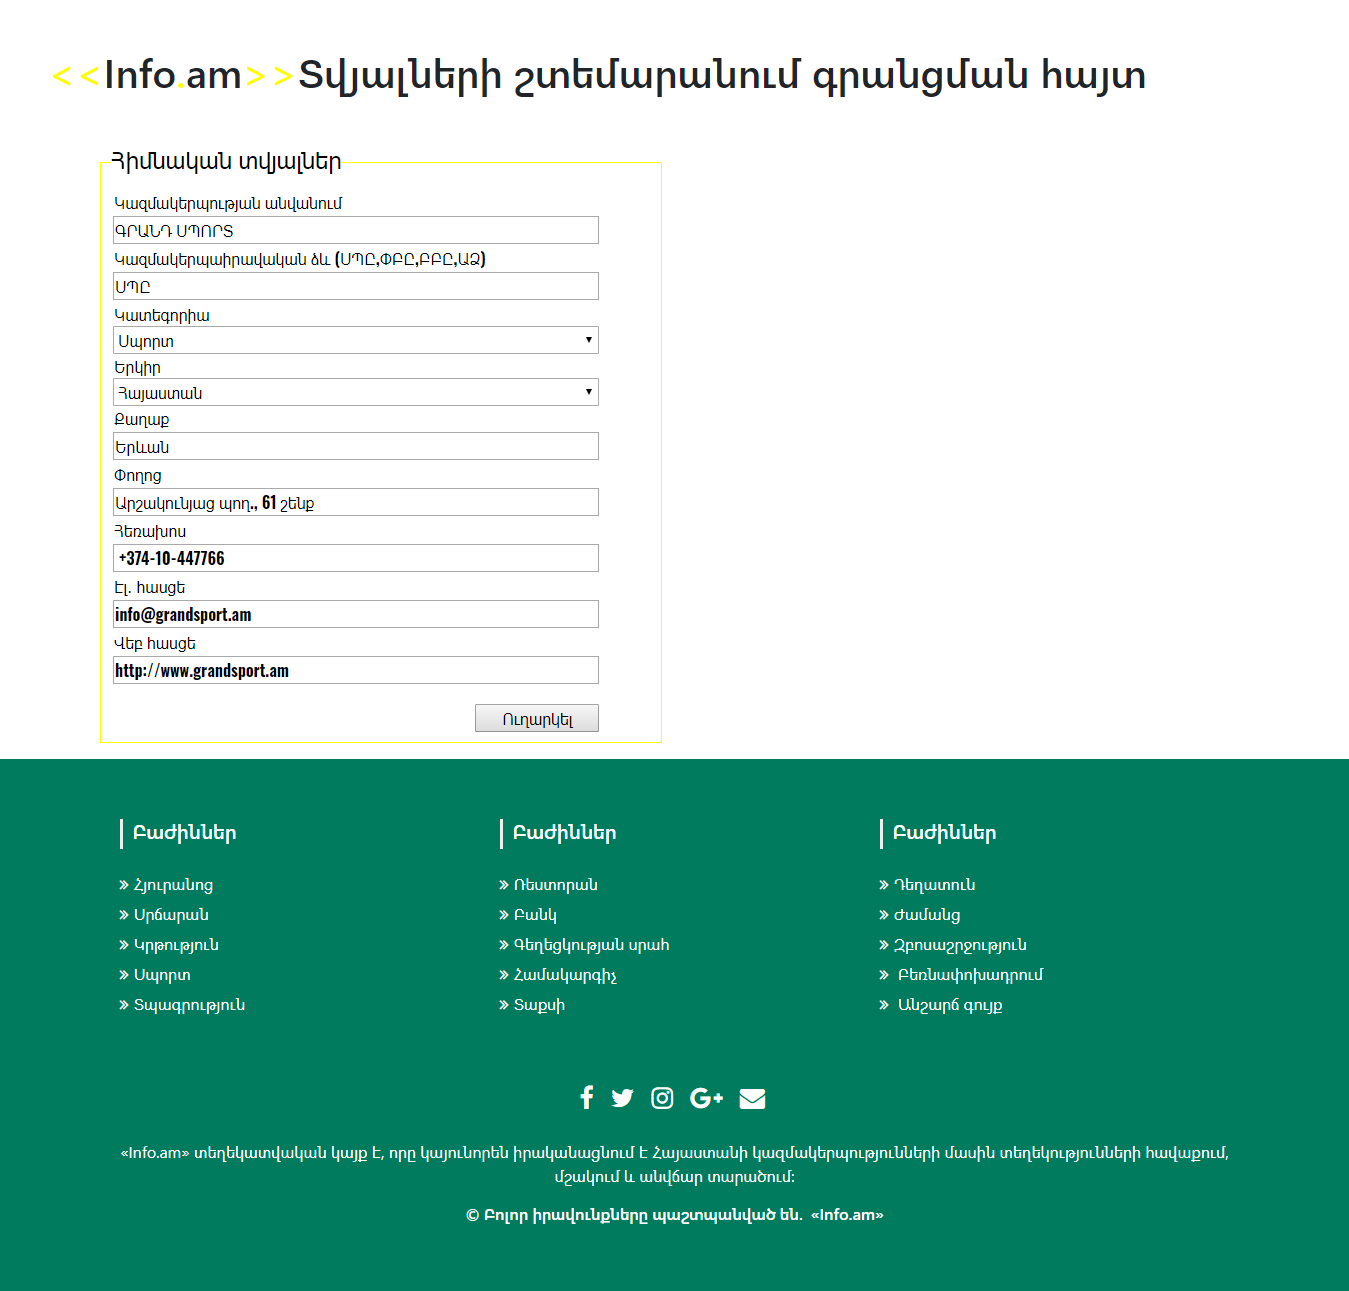 <<Info.am>>Տվյալների շտեմարանում գրանցման հայտ
Հիմնական տվյալներ
Կազմակերպության անվանում
ԳՐԱՆԴ ՍՊՈՐՏ
Կազմակերպաիրավական ձև (ՍՊԸ,ՓԲԸ,ԲԲԸ,ԱՁ)
ՍՊԸ
Կատեգորիա
Սպորտ
Երկիր
Հայաստան
Քաղաք
Երևան
Փողոց
Արշակունյաց պող., 61 շենք
Հեռախոս
+374-10-447766
Էլ. հասցե
info@grandsport.am
Վեբ հասցե
http://www.grandsport.am
Ուղարկել
Բաժիններ
» Հյուրանոց
» Սրճարան
» Կրթություն
» Սպորտ
» Տպագրություն
Բաժիններ
» Ռեստորան
» Բանկ
» Գեղեցկության սրահ
» Համակարգիչ
» Տաքսի
Բաժիններ
» Դեղատուն
» Ժամանց
» Զբոսաշրջություն
» Բեռնափոխադրում
» Անշարժ գույք
«Info.am» տեղեկատվական կայք է, որը կայունորեն իրականացնում է Հայաստանի կազմակերպությունների մասին տեղեկությունների հավաքում,
մշակում և անվճար տարածում:
© Բոլոր իրավունքները պաշտպանված են. «Info.am»